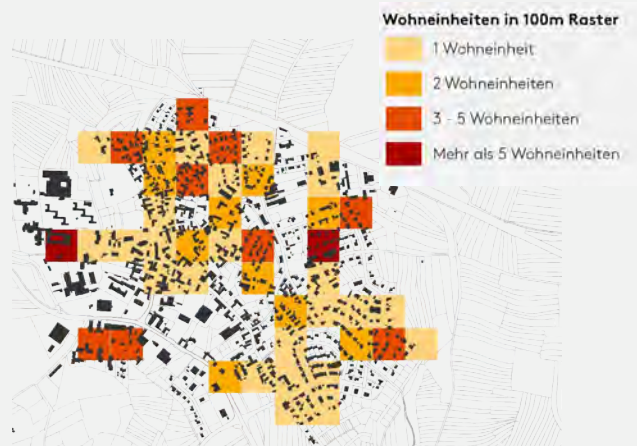 Wohneinheiten in 100m Raster
1 Wohneinheit
2 Wohneinheiten
3 - 5 Wohneinheiten
Mehr als 5 Wohneinheiten